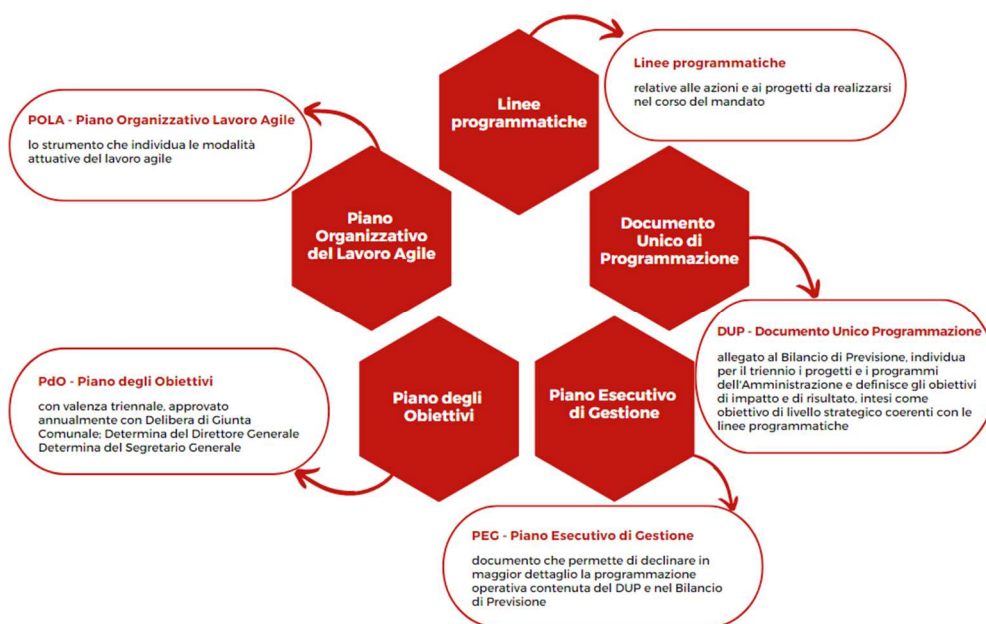 Linee
programmatiche
Linee programmatiche
relative alle azioni e ai progetti da realizzarsi
nel corso del mandato
POLA - Piano Organizzativo Lavoro Agile
lo strumento che individua le modalità
attuative del lavoro agile
Piano
Organizzativo
del Lavoro Agile
Documento
Unico di
Programmazione
DUP - Documento Unico Programmazione
allegato al Bilancio di Previsione, individua
per il triennio i progetti e i programmi
dell'Amministrazione e definisce gli obiettivi
di impatto e di risultato, intesi come
obiettivo di livello strategico coerenti con le
linee programmatiche
PdO - Piano degli Obiettivi
con valenza triennale, approvato
annualmente con Delibera di Giunta
Comunale; Determina del Direttore Generale
Determina del Segretario Generale
Piano degli
Obiettivi
Piano Esecutivo
di Gestione
PEG - Piano Esecutivo di Gestione
documento che permette di declinare in
maggior dettaglio la programmazione
operativa contenuta del DUP e nel Bilancio
di Previsione